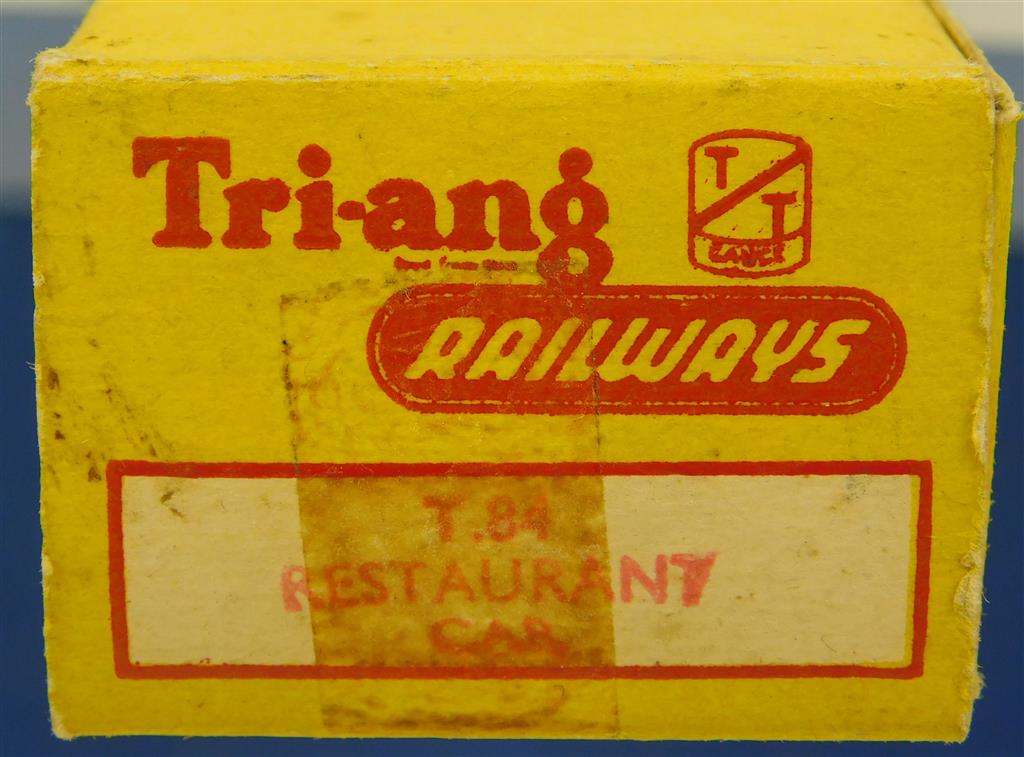 Tri-ang
T
T
RAILWAYS
T.84
RESTAURANT
CAR